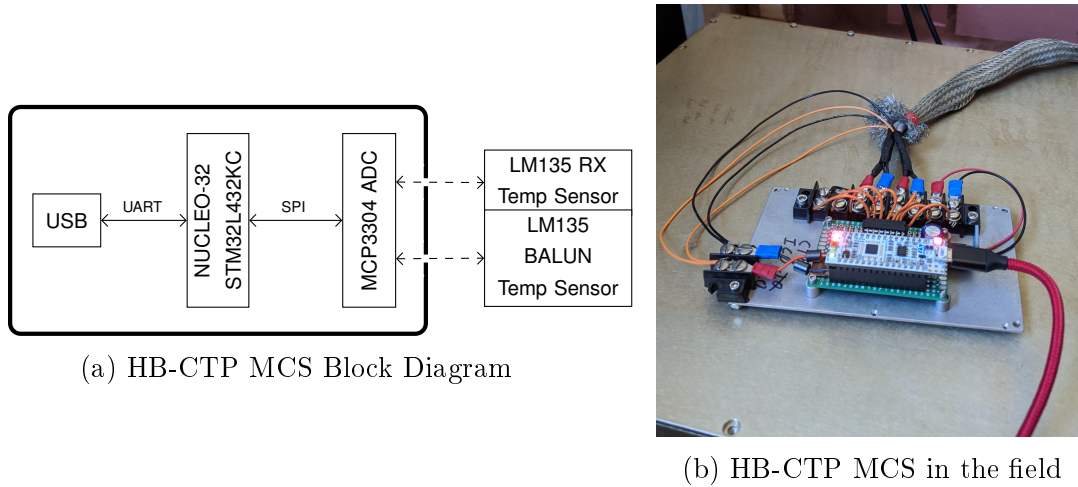 USB
UART
NUCLEO-32
STM32L432KC
SPI
MCP3304 ADC
LM135 RX
Temp Sensor
LM135
BALUN
Temp Sensor
(a) HB-CTP MCS Block Diagram
(b) HB-CTP MCS in the field